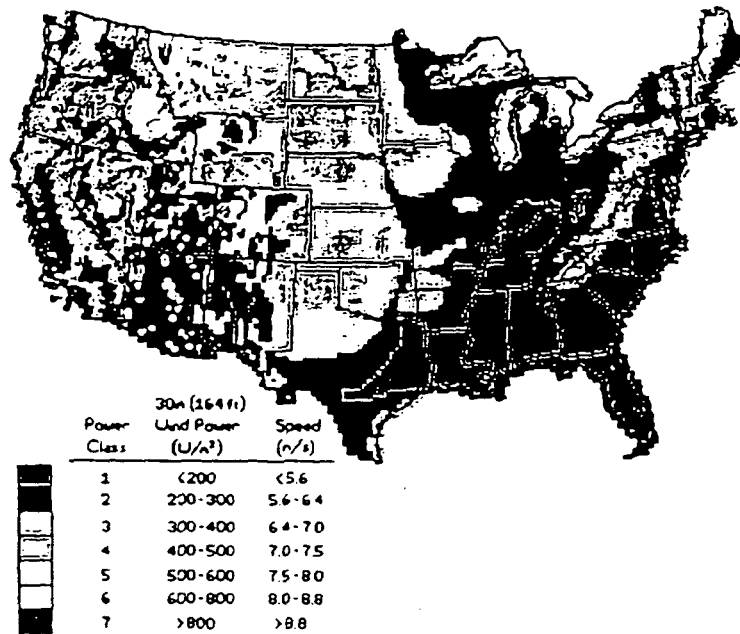 30m (164ft)
Power Wind Power Speed
Class (W/m²) (m/s)
1 <200 <5.6
2 200-300 5.6-6.4
3 300-400 6.4-7.0
4 400-500 7.0-7.5
5 500-600 7.5-8.0
6 600-800 8.0-8.8
7 >800 >8.8